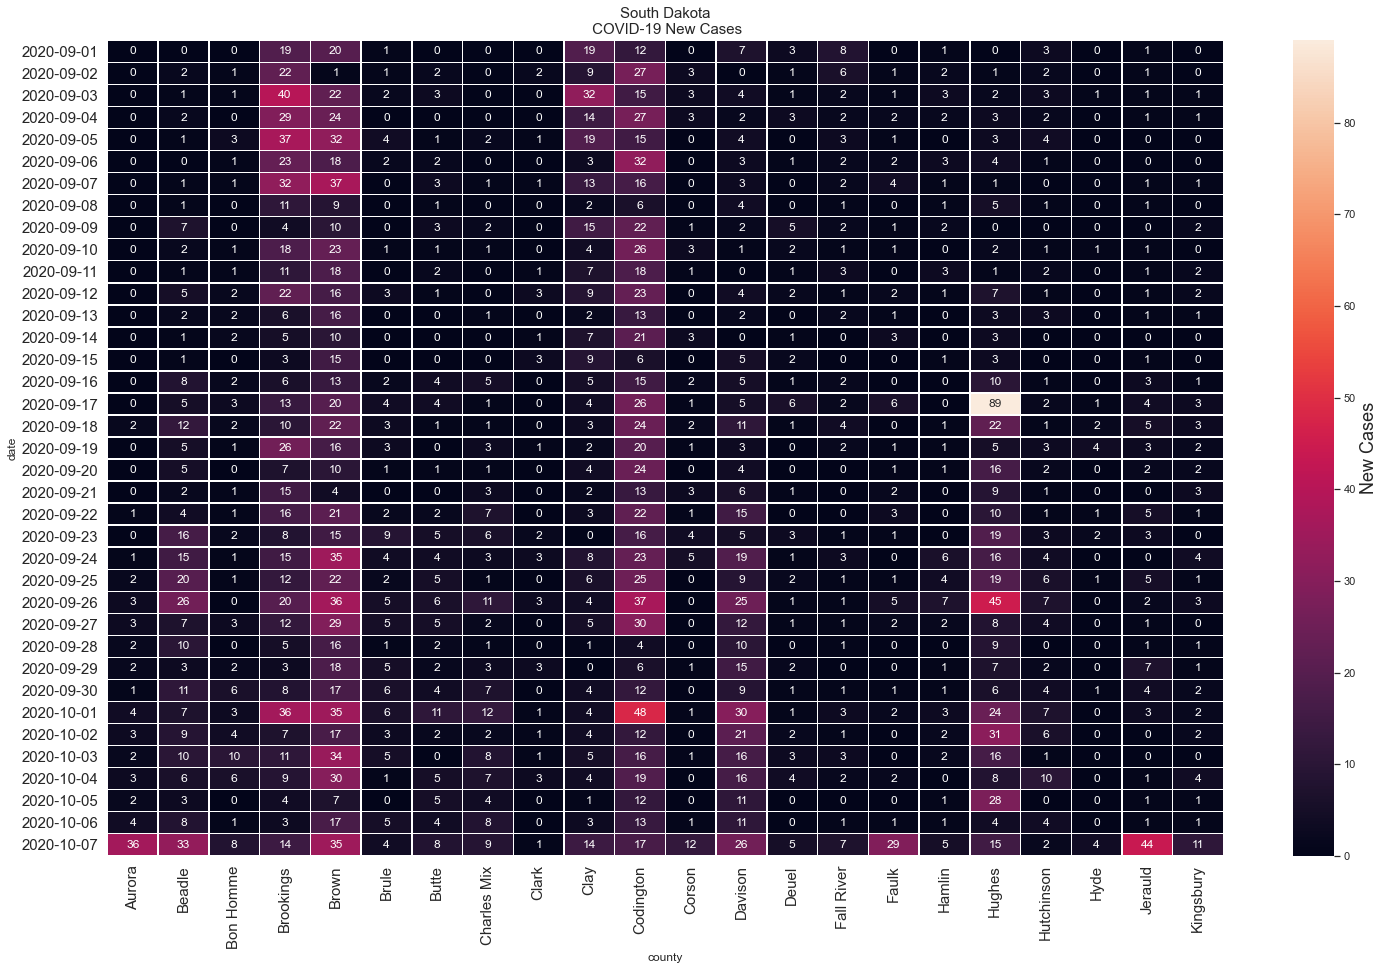 South Dakota
COVID-19 New Cases
2020-09-01 0 0 0 19 20 1 0 0 0 19 12 0 7 3 8 0 1 0 3 0 1 0
2020-09-02 0 2 1 22 1 1 2 0 2 9 27 3 0 1 6 1 2 1 2 0 1 0
2020-09-03 0 1 1 40 22 2 3 0 0 32 15 3 4 1 2 1 3 2 3 1 1 1
2020-09-04 0 2 0 29 24 0 0 0 0 14 27 3 2 3 2 2 2 3 2 0 1 1
2020-09-05 0 1 3 37 32 4 1 2 1 19 15 0 4 0 3 1 0 3 4 0 0 0
2020-09-06 0 0 1 23 18 2 2 0 0 3 32 0 3 1 2 2 3 4 1 0 0 0
2020-09-07 0 1 1 32 37 0 3 1 1 13 16 0 3 0 2 4 1 1 0 0 1 1
2020-09-08 0 1 0 11 9 0 1 0 0 2 6 0 4 0 1 0 1 5 1 0 0 0
2020-09-09 0 7 0 4 10 0 3 2 0 15 22 1 2 5 2 1 2 0 0 0 0 2
2020-09-10 0 2 1 18 23 1 1 1 0 4 26 3 1 2 1 1 0 2 1 1 1 0
2020-09-11 0 1 1 11 18 0 2 0 1 7 18 1 0 1 3 0 3 1 2 0 1 2
2020-09-12 0 5 2 22 16 3 1 0 3 9 23 0 4 2 1 2 1 7 1 0 1 2
2020-09-13 0 2 2 6 16 0 0 1 0 2 13 0 2 0 2 1 0 3 3 0 1 1
2020-09-14 0 1 2 5 10 0 0 0 1 7 21 3 0 1 0 3 0 3 0 0 0 0
2020-09-15 0 1 0 3 15 0 0 0 3 9 6 0 5 2 0 0 1 3 0 0 1 0
2020-09-16 0 8 2 6 13 2 4 5 0 5 15 2 5 1 2 0 0 10 1 0 3 1
2020-09-17 0 5 3 13 20 4 4 1 0 4 26 1 5 6 2 6 0 89 2 1 4 3
2020-09-18 2 12 2 10 22 3 1 1 0 3 24 2 11 1 4 0 1 22 1 2 5 3
2020-09-19 0 5 1 26 16 3 0 3 1 2 20 1 3 0 2 1 1 5 3 4 3 2
2020-09-20 0 5 0 7 10 1 1 1 0 4 24 0 4 0 0 1 1 16 2 0 2 2
2020-09-21 0 2 1 15 4 0 0 3 0 2 13 3 6 1 0 2 0 9 1 0 0 3
2020-09-22 1 4 1 16 21 2 2 7 0 3 22 1 15 0 0 3 0 10 1 1 5 1
2020-09-23 0 16 2 8 15 9 5 6 2 0 16 4 5 3 1 1 0 19 3 2 3 0
2020-09-24 1 15 1 15 35 4 4 3 3 8 23 5 19 1 3 0 6 16 4 0 0 4
2020-09-25 2 20 1 12 22 2 5 1 0 6 25 0 9 2 1 1 4 19 6 1 5 1
2020-09-26 3 26 0 20 36 5 6 11 3 4 37 0 25 1 1 5 7 45 7 0 2 3
2020-09-27 3 7 3 12 29 5 5 2 0 5 30 0 12 1 1 2 2 8 4 0 1 0
2020-09-28 2 10 0 5 16 1 2 1 0 1 4 0 10 0 1 0 0 9 0 0 1 1
2020-09-29 2 3 2 3 18 5 2 3 3 0 6 1 15 2 0 0 1 7 2 0 7 1
2020-09-30 1 11 6 8 17 6 4 7 0 4 12 0 9 1 1 1 1 6 4 1 4 2
2020-10-01 4 7 3 36 35 6 11 12 1 4 48 1 30 1 3 2 3 24 7 0 3 2
2020-10-02 3 9 4 7 17 3 2 2 1 4 12 0 21 2 1 0 2 31 6 0 0 2
2020-10-03 2 10 10 11 34 5 0 8 1 5 16 1 16 3 3 0 2 16 1 0 0 0
2020-10-04 3 6 6 9 30 1 5 7 3 4 19 0 16 4 2 2 0 8 10 0 1 4
2020-10-05 2 3 0 4 7 0 5 4 0 1 12 0 11 0 0 0 1 28 0 0 1 1
2020-10-06 4 8 1 3 17 5 4 8 0 3 13 1 11 0 1 1 1 4 4 0 1 1
2020-10-07 36 33 8 14 35 4 8 9 1 14 17 12 26 5 7 29 5 15 2 4 44 11
Aurora Beadle Bon Homme Brookings Brown Brule Butte Charles Mix Clark Clay Codington Corson Davison Deuel Fall River Faulk Hamlin Hughes Hutchinson Hyde Jerauld Kingsbury
county
date
80
70
60
50
40
30
20
10
0
New Cases